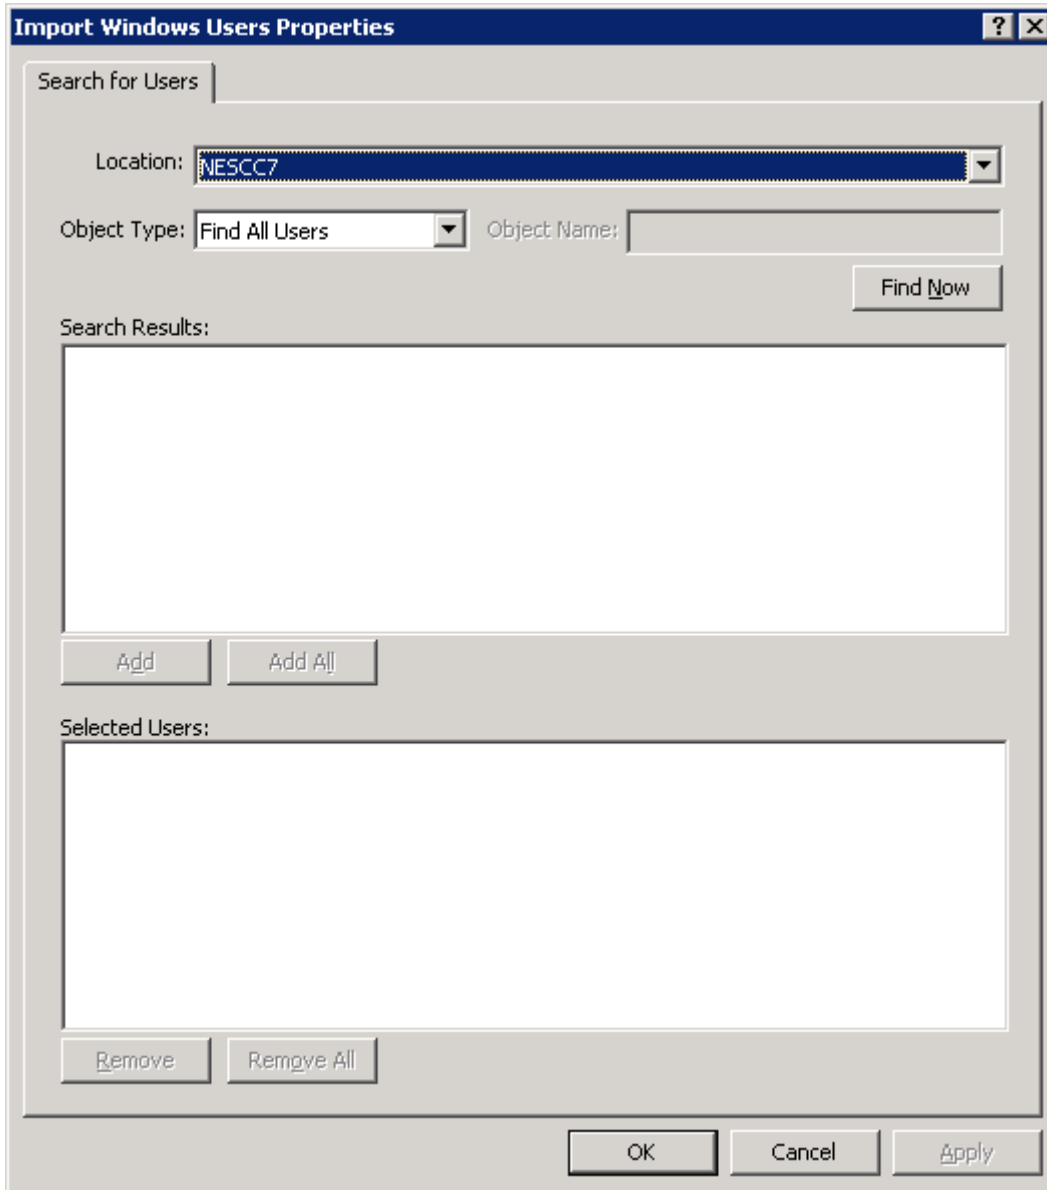 Import Windows Users Properties
Search for Users
Location: NESCC7
Object Type: Find All Users Object Name:
Find Now
Search Results:
Add Add All
Selected Users:
Remove Remove All
OK Cancel Apply